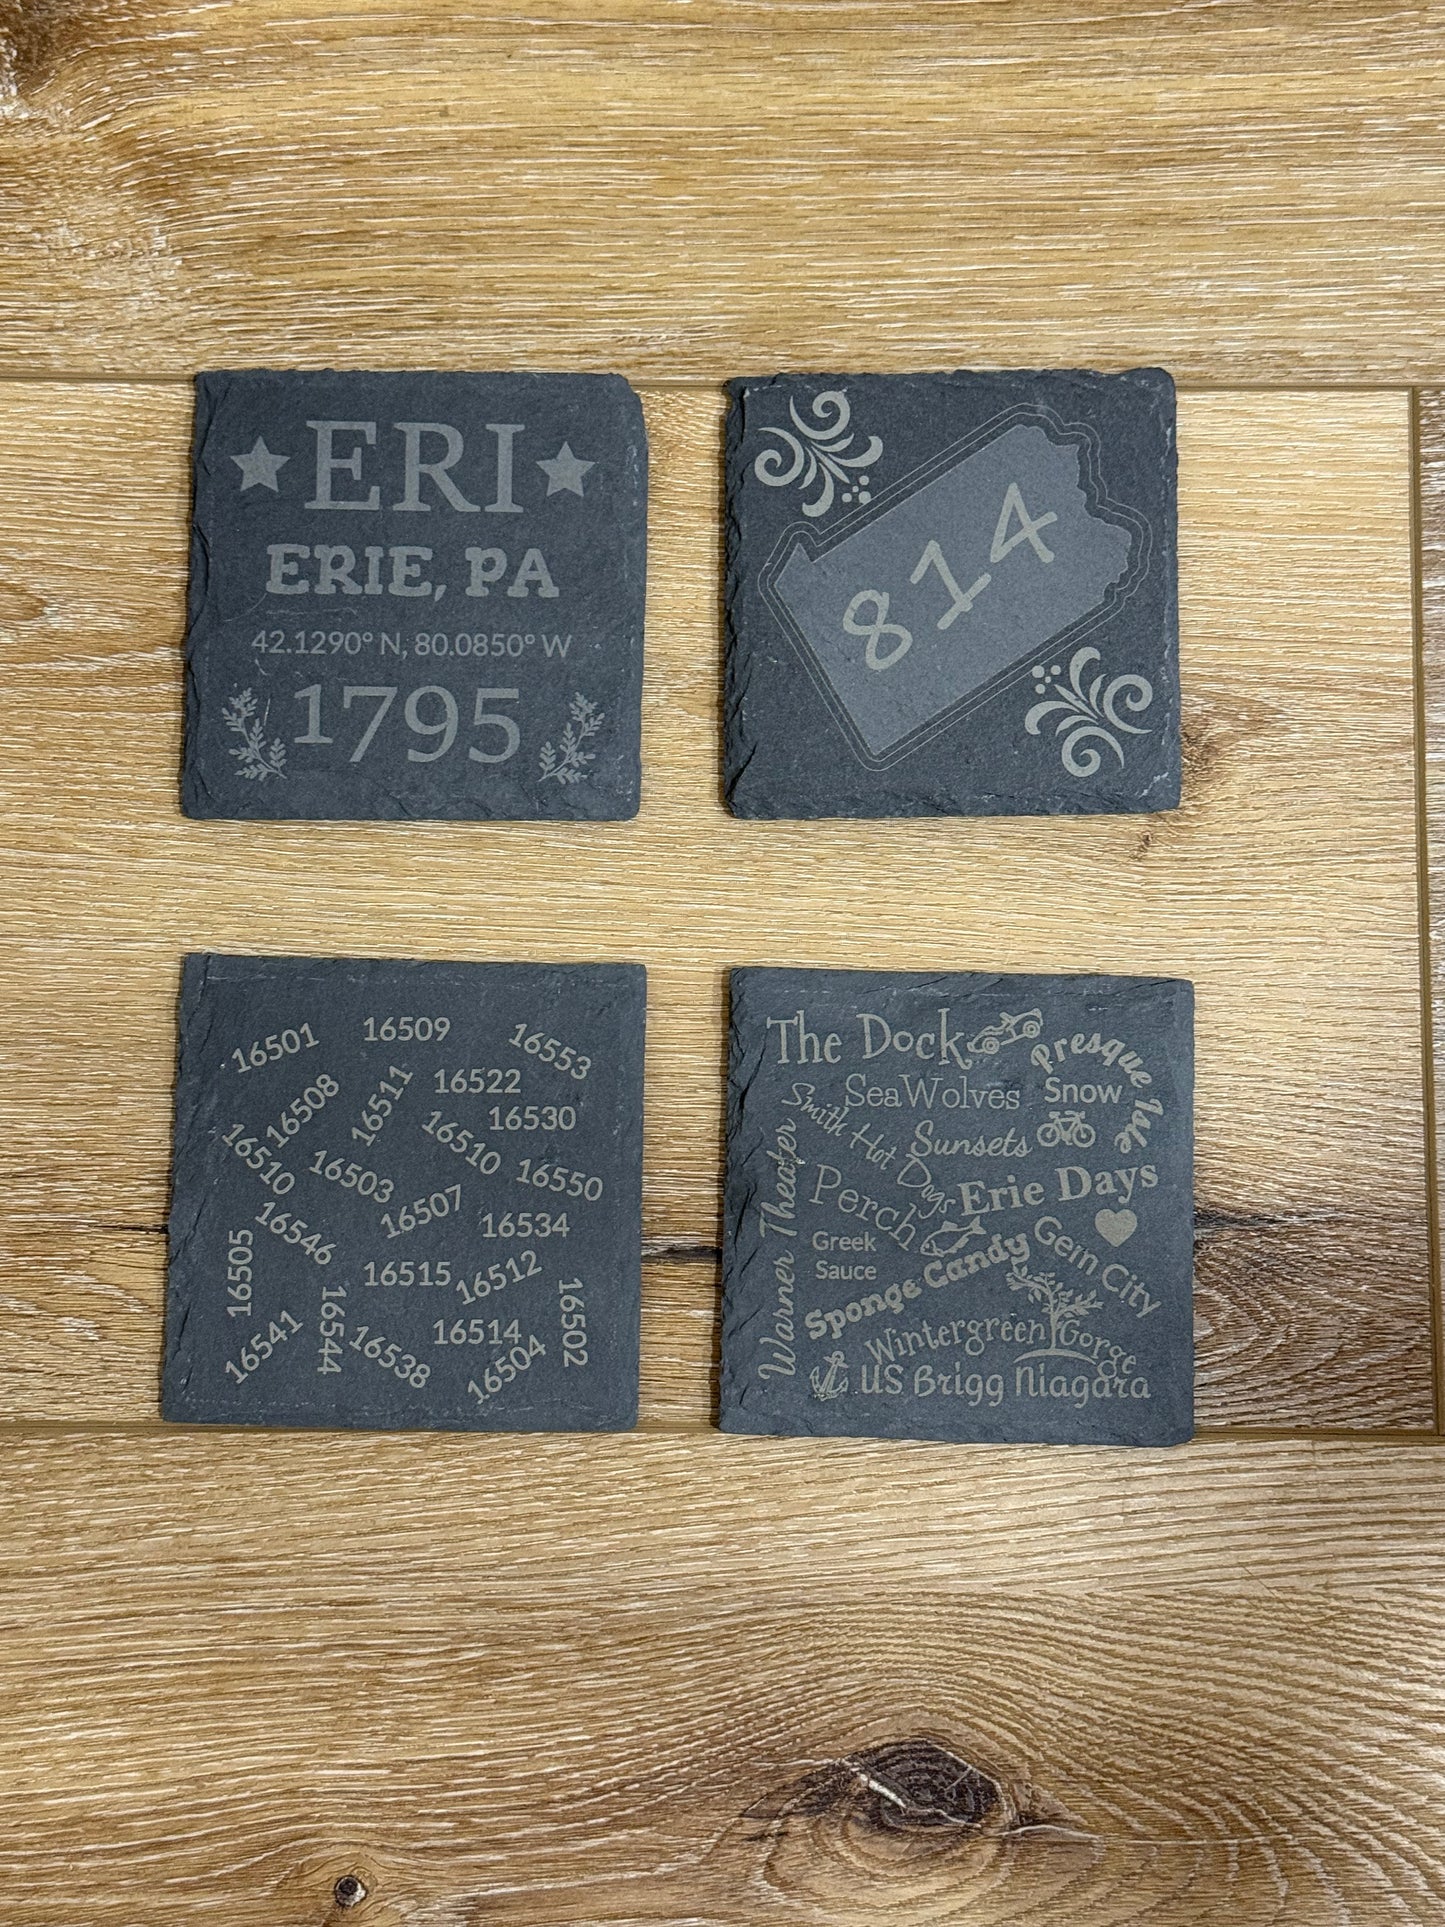 ERI
ERIE, PA
42.1290° N, 80.0850° W
1795
814
16501
16509
16553
16508
16511
16522
16530
16510
16510
16550
16503
16507
16534
16546
16505
16515
16512
16502
16541
16544
16538
16514
16504
The Dock
Presque Isle
SeaWolves
Snow
Smith Hot Dogs
Sunsets
Warner Theater
Perch
Erie Days
Greek
Sauce
Sponge Candy
Gem City
Wintergreen Gorge
US Brigg Niagara